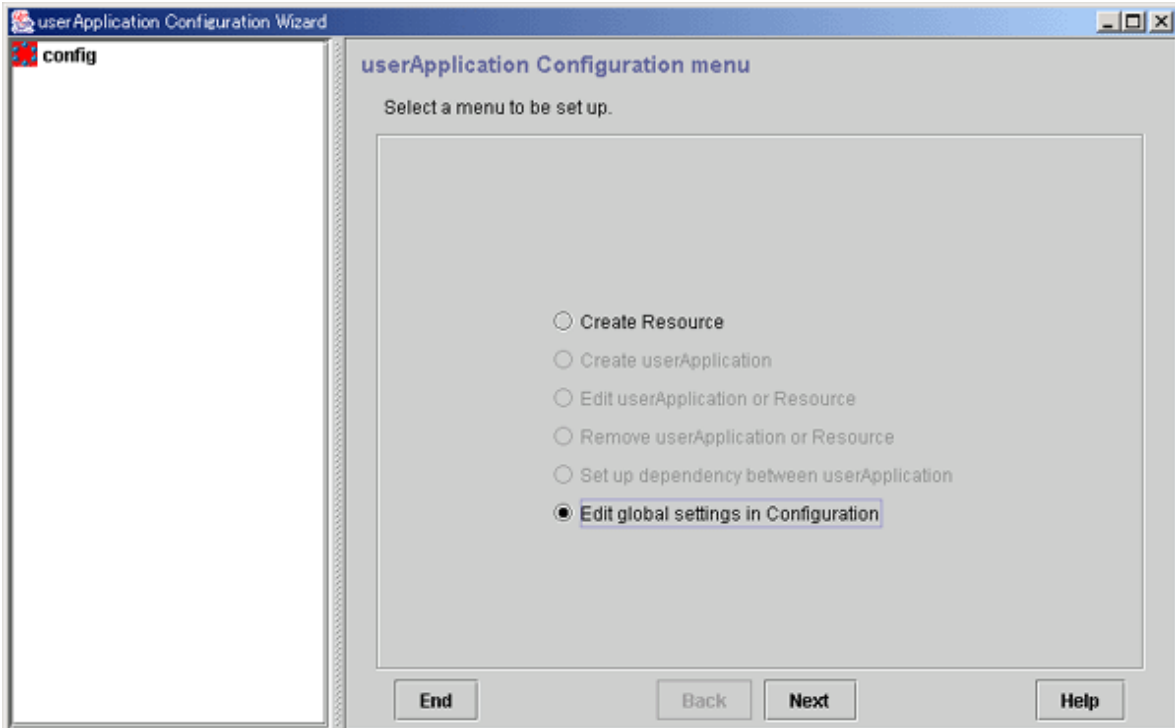 userApplication Configuration Wizard
config
userApplication Configuration menu
Select a menu to be set up.
Create Resource
Create userApplication
Edit userApplication or Resource
Remove userApplication or Resource
Set up dependency between userApplication
Edit global settings in Configuration
End
Back
Next
Help